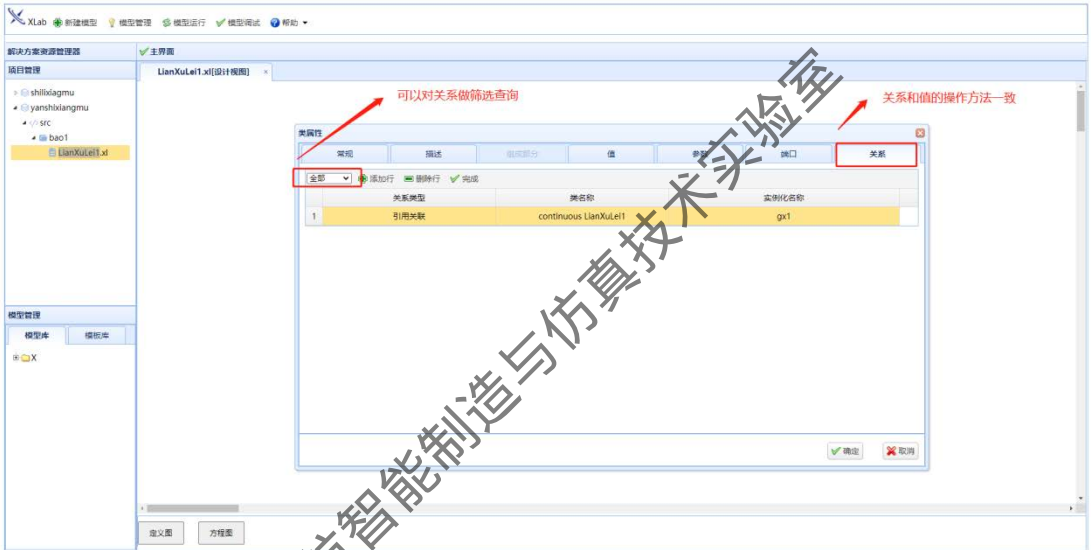 XLab 新建模型 模型管理 模型运行 模型调试 帮助
解决方案资源管理器
主界面
项目管理
LianXuLei1.xl[设计视图] ×
shilixiagmu
yanshixiangmu
src
bao1
LianXuLei1.xl
可以对关系做筛选查询
关系和值的操作方法一致
类属性
常规 描述 组成部分 值 参数 端口 关系
全部 添加行 删除行 完成
关系类型 类名称 实例化名称
1 引用关联 continuous LianXuLei1 gx1
确定 取消
模型管理
模型库 模板库
X
定义图 方程图
智能制造与仿真技术实验室